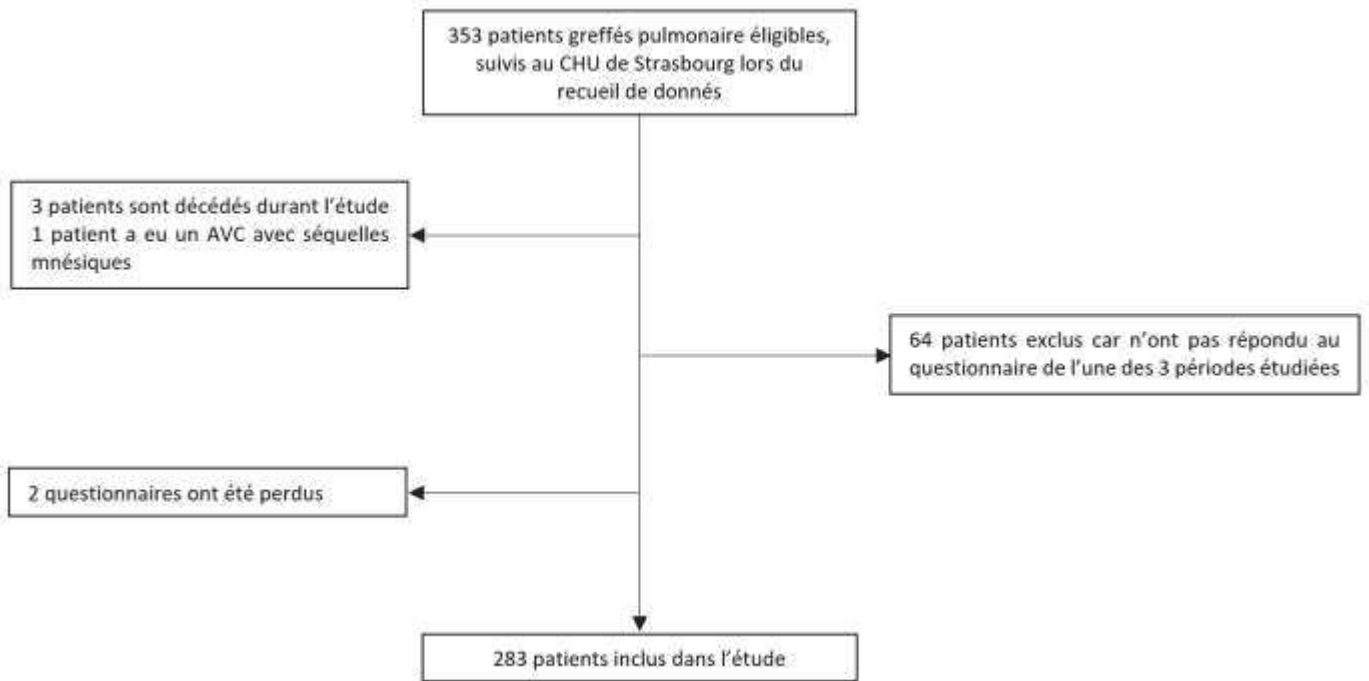 353 patients greffés pulmonaire éligibles,
suivis au CHU de Strasbourg lors du
recueil de donnés
3 patients sont décédés durant l'étude
1 patient a eu un AVC avec séquelles
mnésiques
64 patients exclus car n'ont pas répondu au
questionnaire de l'une des 3 périodes étudiées
2 questionnaires ont été perdus
283 patients inclus dans l'étude